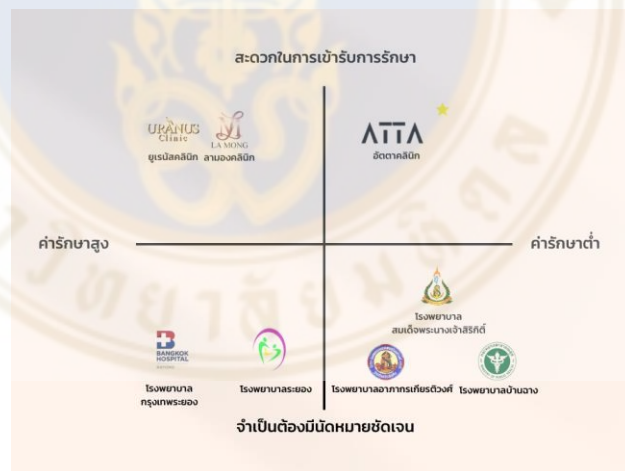 สะดวกในการเข้ารับการรักษา
URANUS
Clinic
ยูเรนัสคลินิก
LA MONG
ลามองคลินิก
ATTA
อัตตาคลินิก
ค่ารักษาสูง
ค่ารักษาต่ำ
โรงพยาบาล
สมเด็จพระนางเจ้าสิริกิติ์
BANGKOK
HOSPITAL
โรงพยาบาล
กรุงเทพระยอง
โรงพยาบาลระยอง
โรงพยาบาลอาภากรเกียรติวงศ์
โรงพยาบาลบ้านฉาง
จำเป็นต้องมีนัดหมายชัดเจน